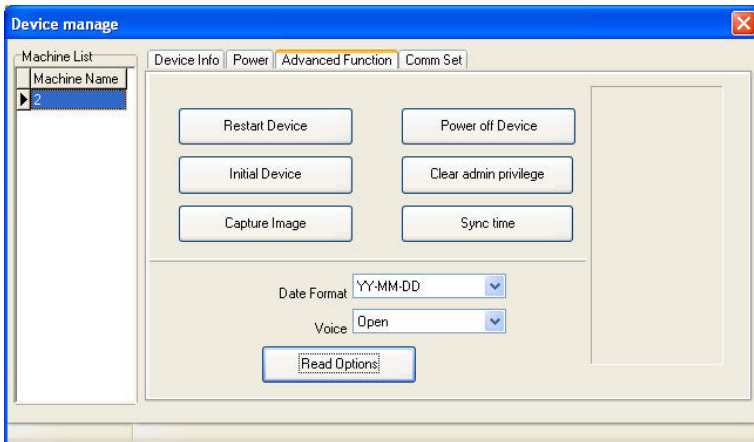 Device manage
Machine List
Machine Name
2
Device Info Power Advanced Function Comm Set
Restart Device Power off Device
Initial Device Clear admin privilege
Capture Image Sync time
Date Format YY-MM-DD
Voice Open
Read Options